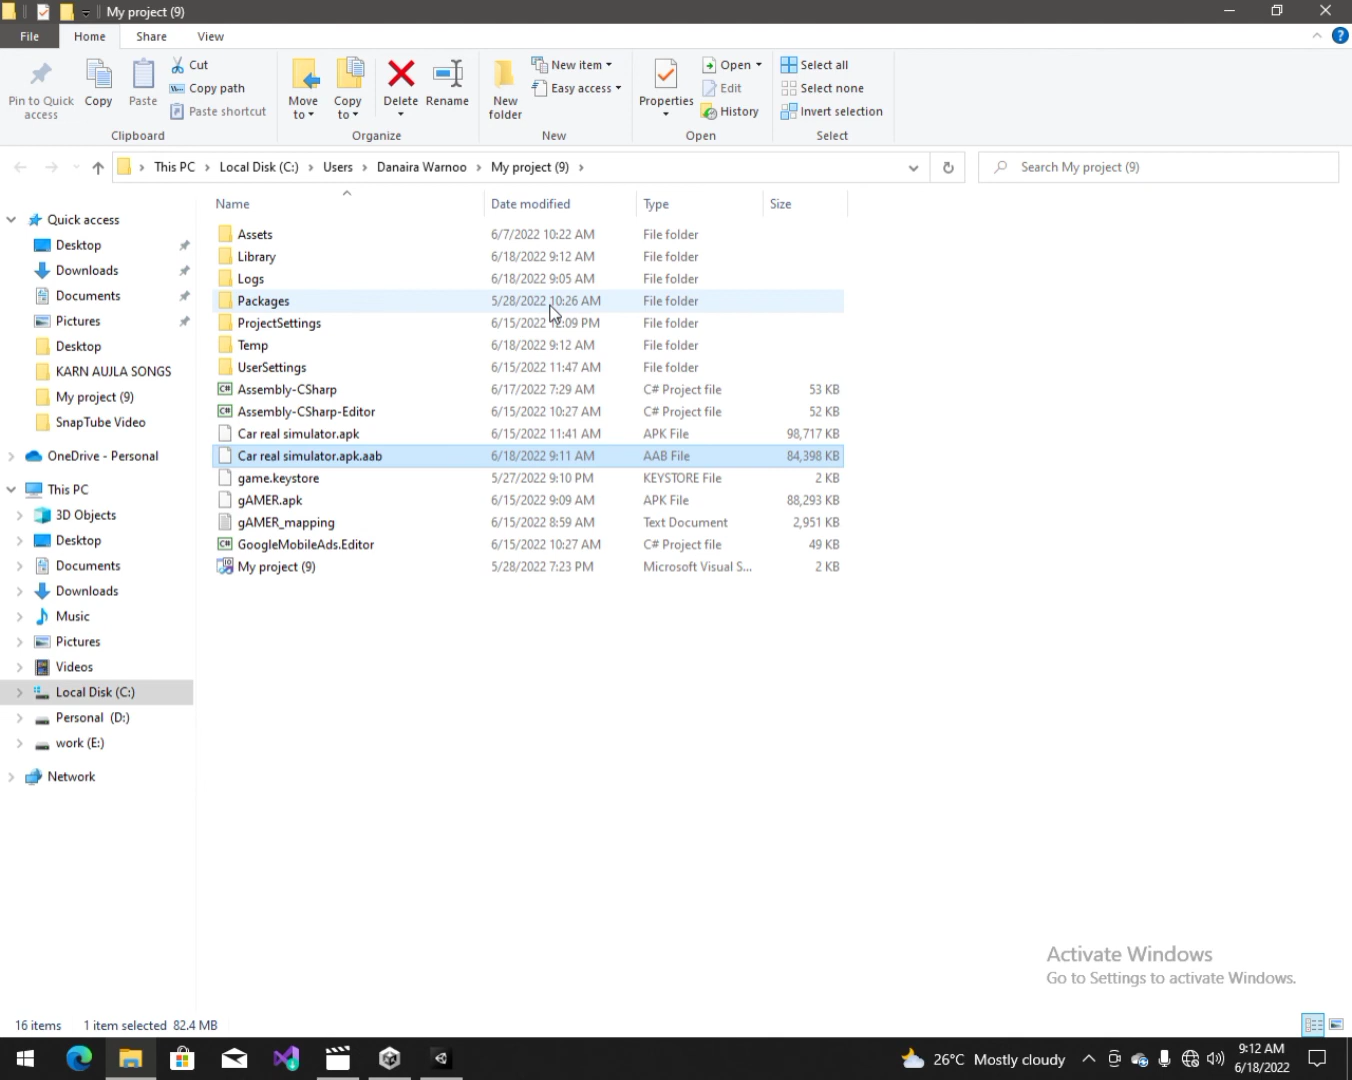 My project (9)
File Home Share View
Pin to Quick access
Copy
Paste
Cut
Copy path
Paste shortcut
Clipboard
Move to
Copy to
Delete
Rename
Organize
New folder
New item
Easy access
New
Properties
Open
Edit
History
Open
Select all
Select none
Invert selection
Select
This PC > Local Disk (C:) > Users > Danaira Warnoo > My project (9) >
Search My project (9)
Quick access
Desktop
Downloads
Documents
Pictures
Desktop
KARN AUJLA SONGS
My project (9)
SnapTube Video
OneDrive - Personal
This PC
3D Objects
Desktop
Documents
Downloads
Music
Pictures
Videos
Local Disk (C:)
Personal (D:)
work (E:)
Network
Name Date modified Type Size
Assets 6/7/2022 10:22 AM File folder
Library 6/18/2022 9:12 AM File folder
Logs 6/18/2022 9:05 AM File folder
Packages 5/28/2022 10:26 AM File folder
ProjectSettings 6/15/2022 12:09 PM File folder
Temp 6/18/2022 9:12 AM File folder
UserSettings 6/15/2022 11:47 AM File folder
Assembly-CSharp 6/17/2022 7:29 AM C# Project file 53 KB
Assembly-CSharp-Editor 6/15/2022 10:27 AM C# Project file 52 KB
Car real simulator.apk 6/15/2022 11:41 AM APK File 98,717 KB
Car real simulator.apk.aab 6/18/2022 9:11 AM AAB File 84,398 KB
game.keystore 5/27/2022 9:10 PM KEYSTORE File 2 KB
gAMER.apk 6/15/2022 9:09 AM APK File 88,293 KB
gAMER_mapping 6/15/2022 8:59 AM Text Document 2,951 KB
GoogleMobileAds.Editor 6/15/2022 10:27 AM C# Project file 49 KB
My project (9) 5/28/2022 7:23 PM Microsoft Visual S... 2 KB
Activate Windows
Go to Settings to activate Windows.
16 items 1 item selected 82.4 MB
26°C Mostly cloudy
9:12 AM
6/18/2022